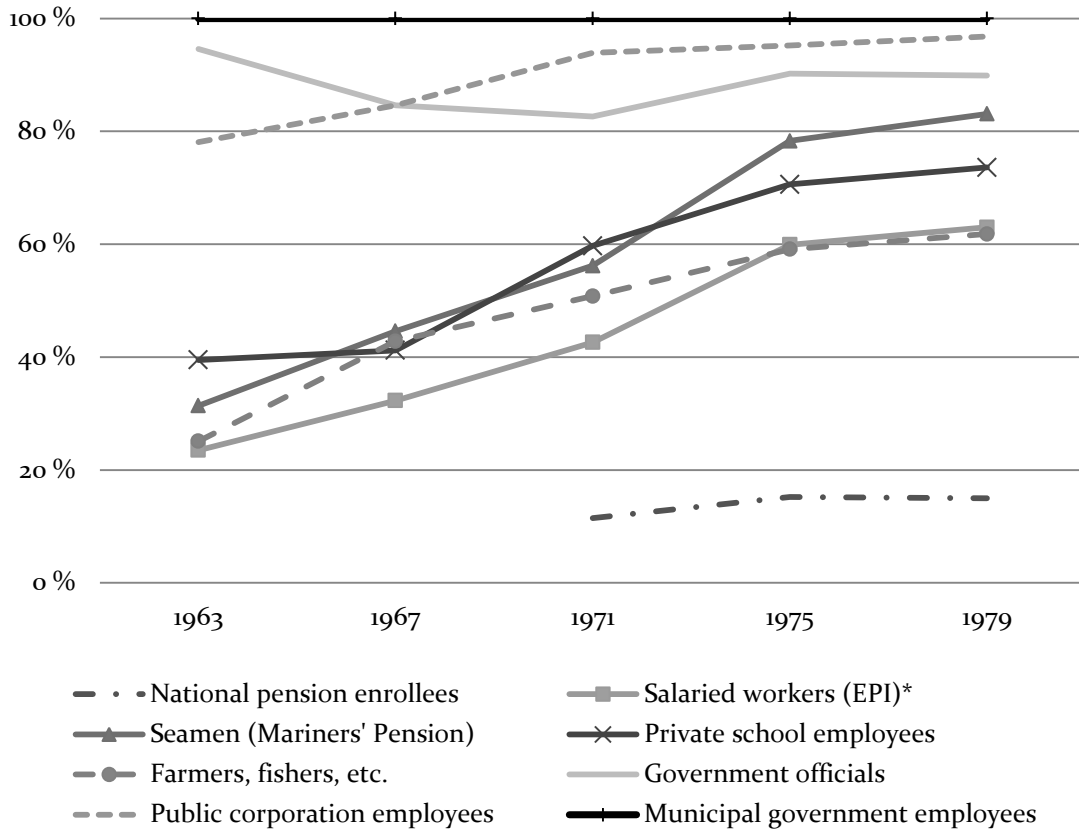 100 %
80 %
60 %
40 %
20 %
0 %
1963 1967 1971 1975 1979
National pension enrollees Salaried workers (EPI)*
Seamen (Mariners' Pension) Private school employees
Farmers, fishers, etc. Government officials
Public corporation employees Municipal government employees